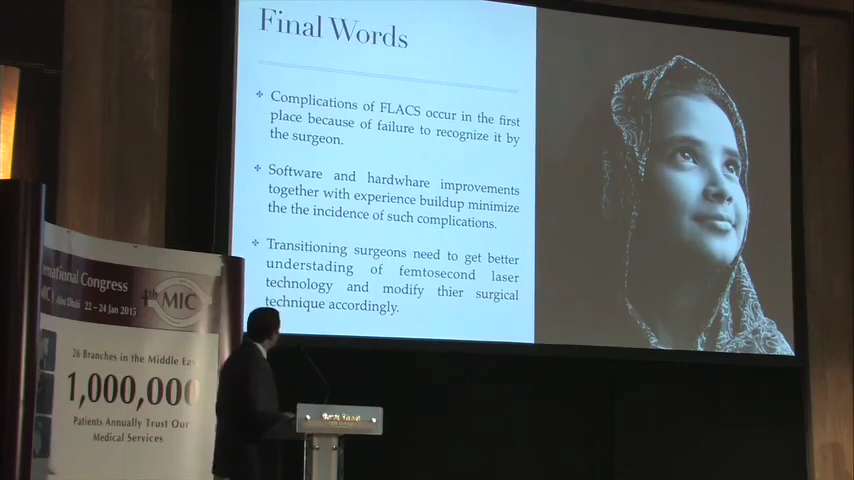 Final Words
Complications of FLACS occur in the first
place because of failure to recognize it by
the surgeon.
Software and hardwhare improvements
together with experience buildup minimize
the the incidence of such complications.
Transitioning surgeons need to get better
understading of femtosecond laser
technology and modify thier surgical
technique accordingly.
ernational Congress
Abu Dhabi 22 – 24 Jan 2015
4th MIC
26 Branches in the Middle Eas
1,000,000
Patients Annually Trust Our
Medical Services